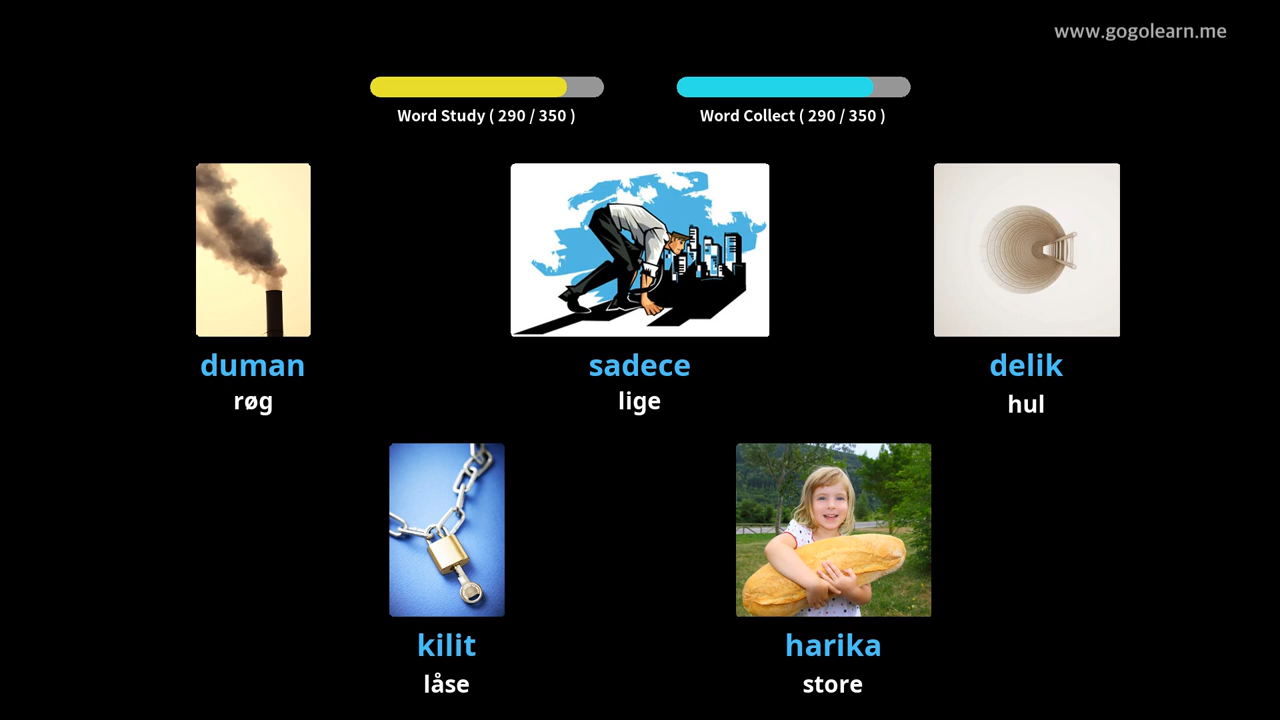 www.gogolearn.me
Word Study ( 290 / 350 )
Word Collect ( 290 / 350 )
duman
røg
sadece
lige
delik
hul
kilit
låse
harika
store